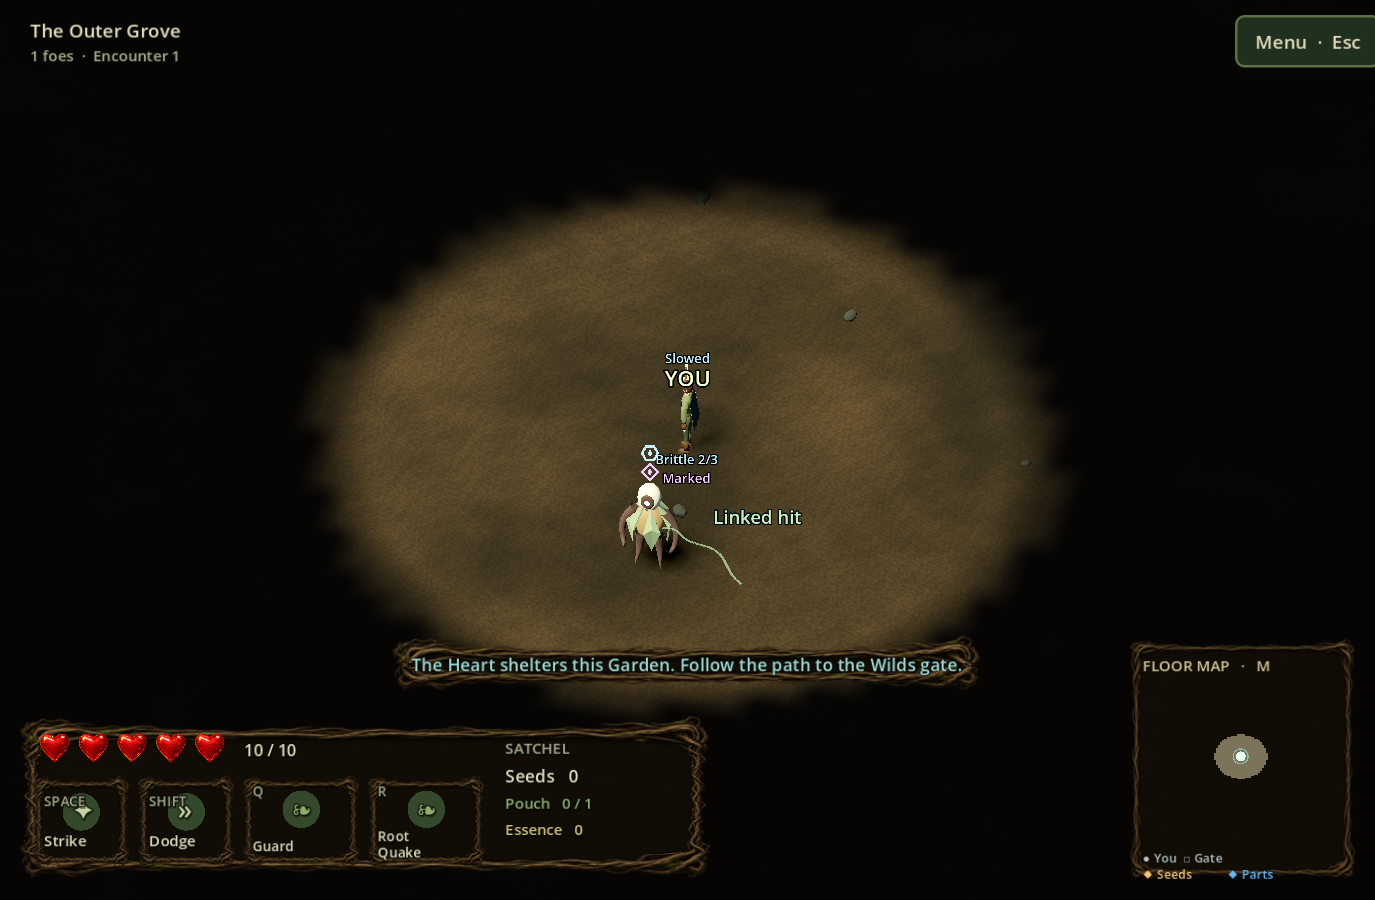 The Outer Grove
1 foes · Encounter 1
Menu · Esc
Slowed
YOU
Brittle 2/3
Marked
Linked hit
The Heart shelters this Garden. Follow the path to the Wilds gate.
FLOOR MAP · M
10 / 10
SATCHEL
Seeds 0
Pouch 0 / 1
Essence 0
SPACE
Strike
SHIFT
Dodge
Q
Guard
R
Root
Quake
You Gate
Seeds Parts